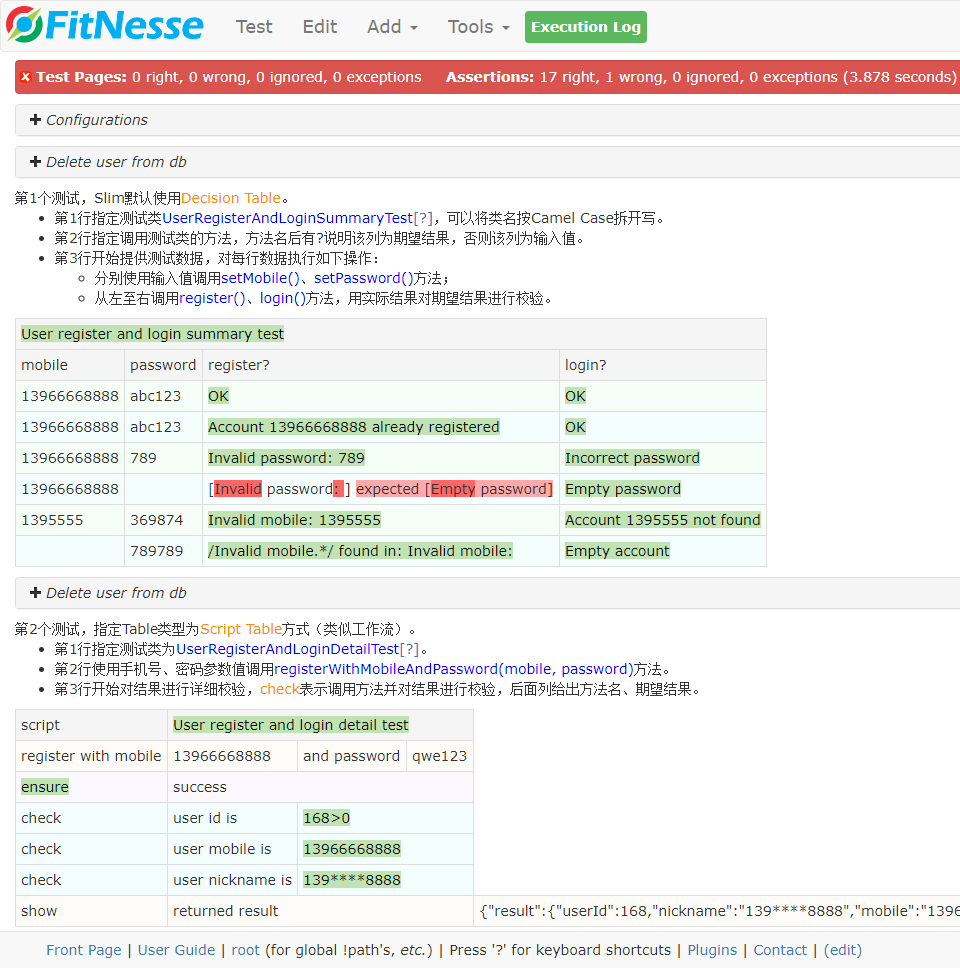 FitNesse Test Edit Add Tools Execution Log
Test Pages: 0 right, 0 wrong, 0 ignored, 0 exceptions Assertions: 17 right, 1 wrong, 0 ignored, 0 exceptions (3.878 seconds)
Configurations
Delete user from db
第1个测试，Slim默认使用Decision Table。
第1行指定测试类UserRegisterAndLoginSummaryTest[?]，可以将类名按Camel Case拆开写。
第2行指定调用测试类的方法，方法名后有?说明该列为期望结果，否则该列为输入值。
第3行开始提供测试数据，对每行数据执行如下操作：
分别使用输入值调用setMobile()、setPassword()方法；
从左至右调用register()、login()方法，用实际结果对期望结果进行校验。
User register and login summary test
mobile password register? login?
13966668888 abc123 OK OK
13966668888 abc123 Account 13966668888 already registered OK
13966668888 789 Invalid password: 789 Incorrect password
13966668888 [Invalid password: ] expected [Empty password] Empty password
1395555 369874 Invalid mobile: 1395555 Account 1395555 not found
789789 /Invalid mobile.*/ found in: Invalid mobile: Empty account
Delete user from db
第2个测试，指定Table类型为Script Table方式（类似工作流）。
第1行指定测试类为UserRegisterAndLoginDetailTest[?]。
第2行使用手机号、密码参数值调用registerWithMobileAndPassword(mobile, password)方法。
第3行开始对结果进行详细校验，check表示调用方法并对结果进行校验，后面列给出方法名、期望结果。
script User register and login detail test
register with mobile 13966668888 and password qwe123
ensure success
check user id is 168>0
check user mobile is 13966668888
check user nickname is 139****8888
show returned result {"result":{"userId":168,"nickname":"139****8888","mobile":"1396
Front Page | User Guide | root (for global !path's, etc.) | Press '?' for keyboard shortcuts | Plugins | Contact | (edit)